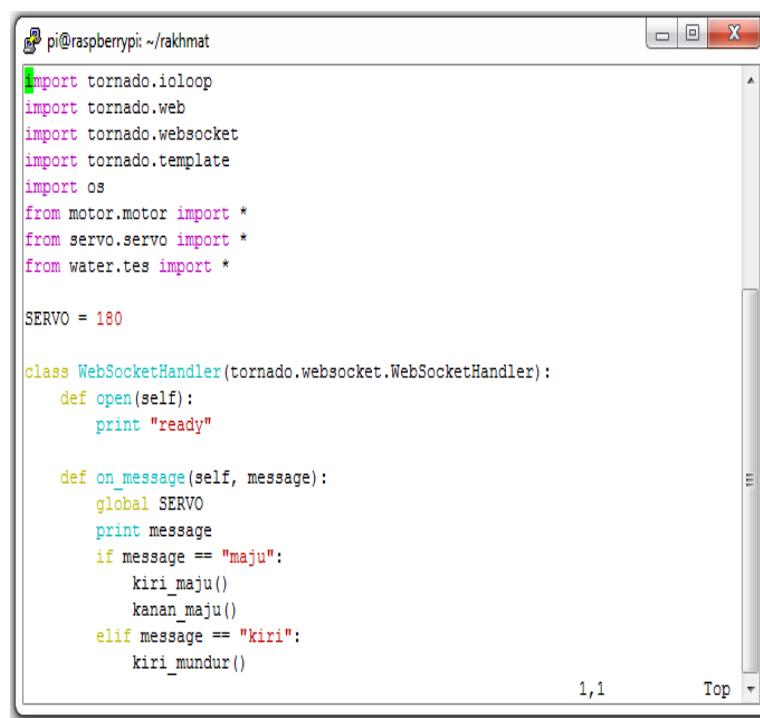 pi@raspberrypi: ~/rakhmat
import tornado.ioloop
import tornado.web
import tornado.websocket
import tornado.template
import os
from motor.motor import *
from servo.servo import *
from water.tes import *
SERVO = 180
class WebSocketHandler(tornado.websocket.WebSocketHandler):
    def open(self):
        print "ready"
    def on_message(self, message):
        global SERVO
        print message
        if message == "maju":
            kiri_maju()
            kanan_maju()
        elif message == "kiri":
            kiri_mundur()
1,1 Top